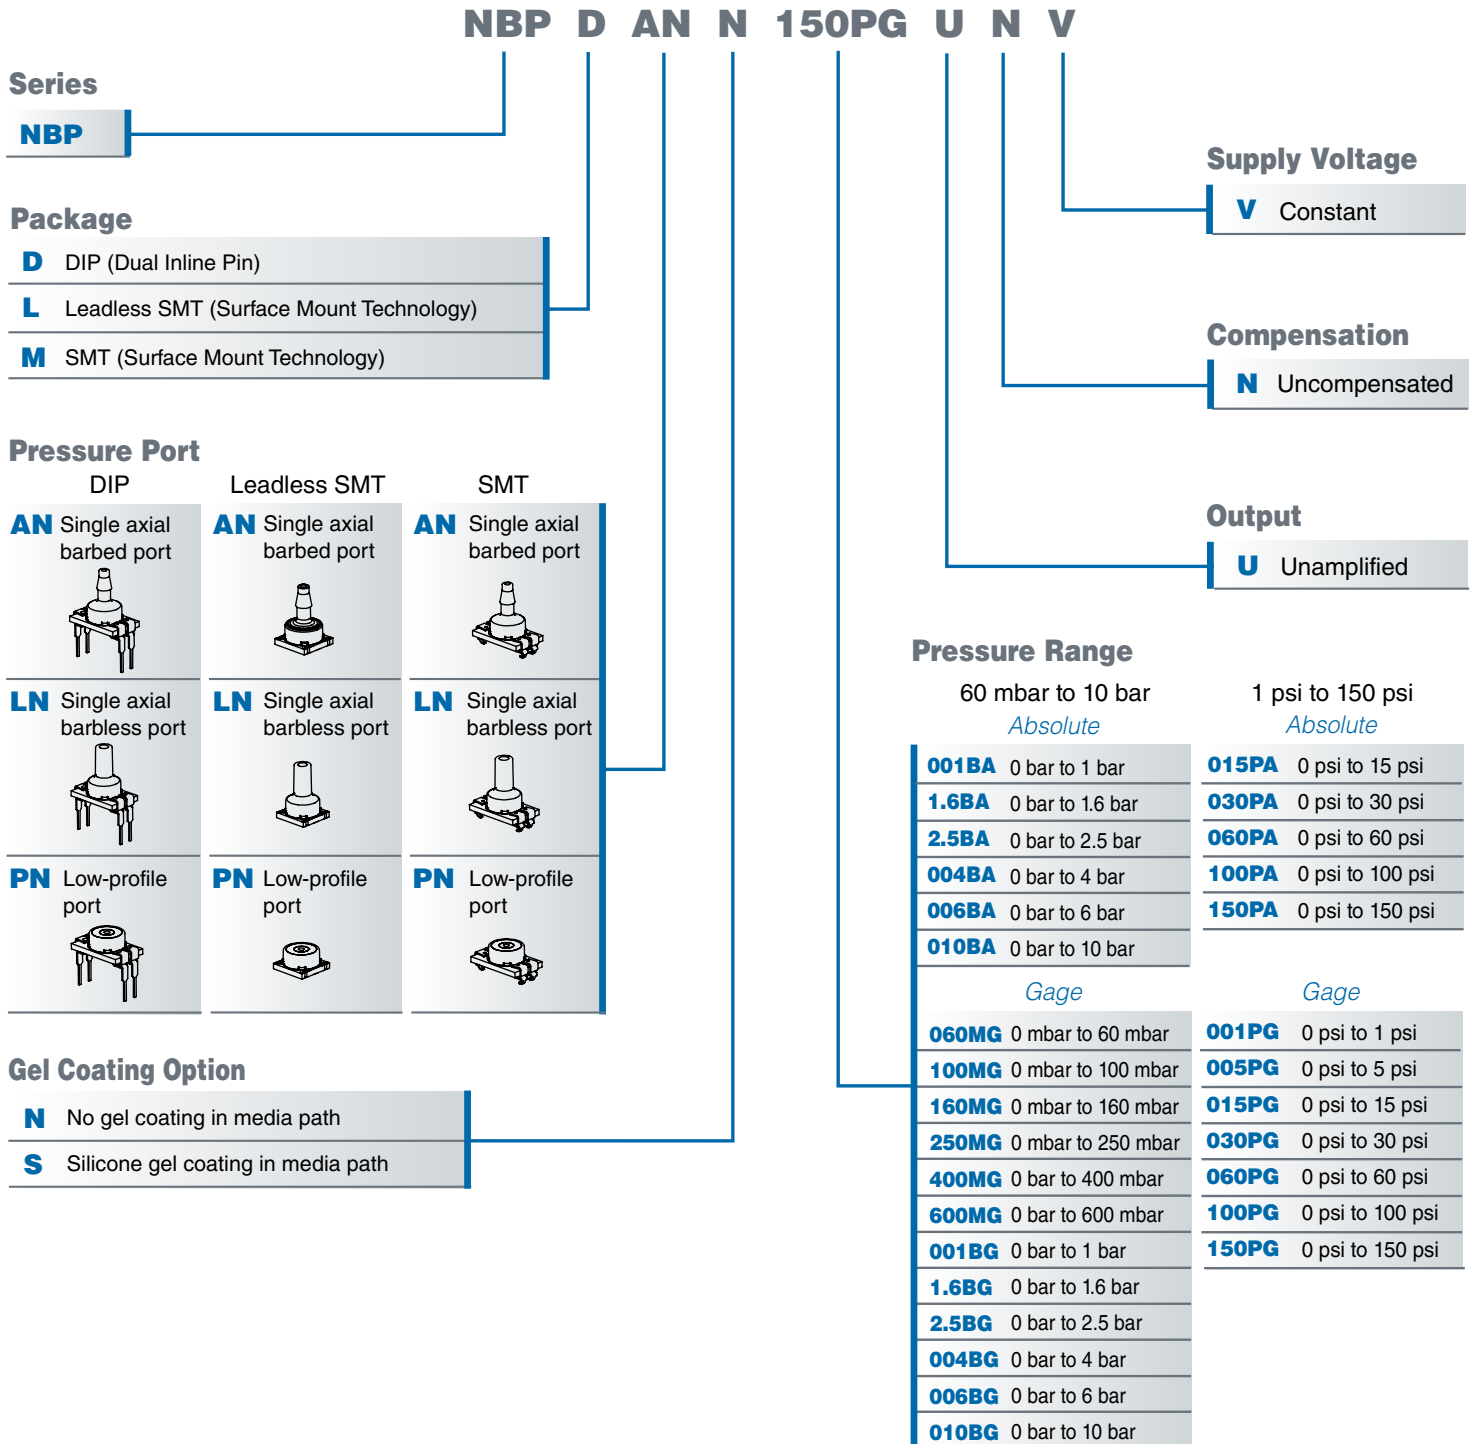 NBP D AN N 150PG U N V
Series
NBP
Package
D DIP (Dual Inline Pin)
L Leadless SMT (Surface Mount Technology)
M SMT (Surface Mount Technology)
Pressure Port
DIP Leadless SMT SMT
AN Single axial barbed port
AN Single axial barbed port
AN Single axial barbed port
LN Single axial barbless port
LN Single axial barbless port
LN Single axial barbless port
PN Low-profile port
PN Low-profile port
PN Low-profile port
Gel Coating Option
N No gel coating in media path
S Silicone gel coating in media path
Supply Voltage
V Constant
Compensation
N Uncompensated
Output
U Unamplified
Pressure Range
60 mbar to 10 bar
Absolute
001BA 0 bar to 1 bar
1.6BA 0 bar to 1.6 bar
2.5BA 0 bar to 2.5 bar
004BA 0 bar to 4 bar
006BA 0 bar to 6 bar
010BA 0 bar to 10 bar
Gage
060MG 0 mbar to 60 mbar
100MG 0 mbar to 100 mbar
160MG 0 mbar to 160 mbar
250MG 0 mbar to 250 mbar
400MG 0 bar to 400 mbar
600MG 0 bar to 600 mbar
001BG 0 bar to 1 bar
1.6BG 0 bar to 1.6 bar
2.5BG 0 bar to 2.5 bar
004BG 0 bar to 4 bar
006BG 0 bar to 6 bar
010BG 0 bar to 10 bar
1 psi to 150 psi
Absolute
015PA 0 psi to 15 psi
030PA 0 psi to 30 psi
060PA 0 psi to 60 psi
100PA 0 psi to 100 psi
150PA 0 psi to 150 psi
Gage
001PG 0 psi to 1 psi
005PG 0 psi to 5 psi
015PG 0 psi to 15 psi
030PG 0 psi to 30 psi
060PG 0 psi to 60 psi
100PG 0 psi to 100 psi
150PG 0 psi to 150 psi